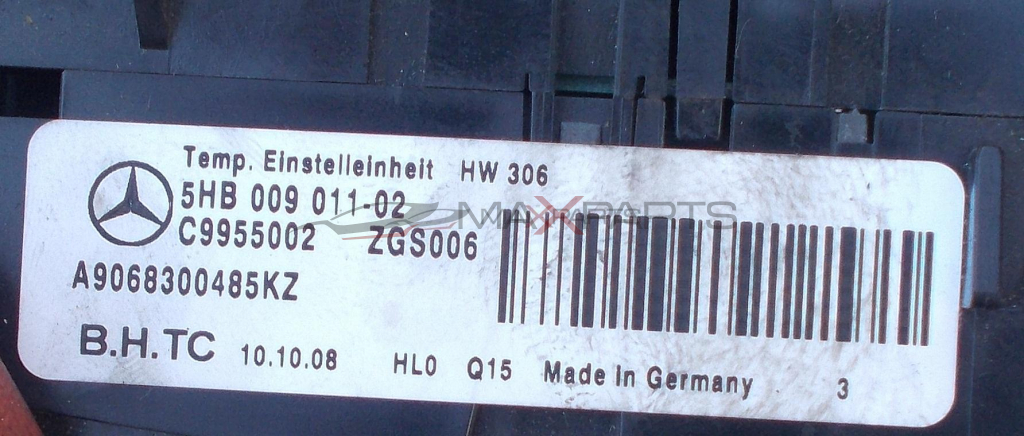 Temp. Einstelleinheit HW 306
5HB 009 011-02
MAXXPARTS
C9955002 ZGS006
A9068300485KZ
B.H.TC 10.10.08 HL0 Q15 Made In Germany 3